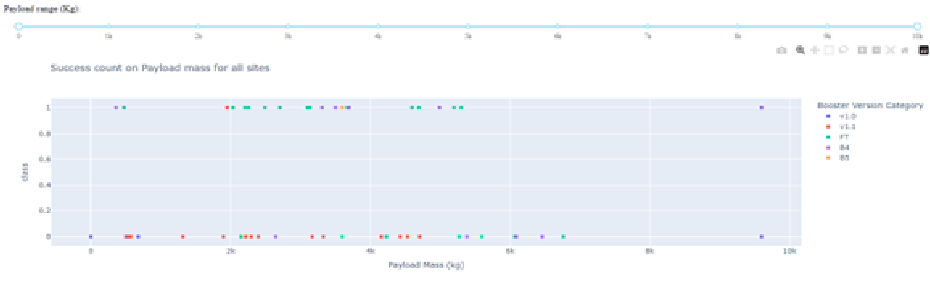 Payload range (Kg):
0 1k 2k 3k 4k 5k 6k 7k 8k 9k 10k
Success count on Payload mass for all sites
1
0.8
0.6
0.4
0.2
0
class
0 2k 4k 6k 8k 10k
Payload Mass (kg)
Booster Version Category
v1.0
v1.1
FT
B4
B5